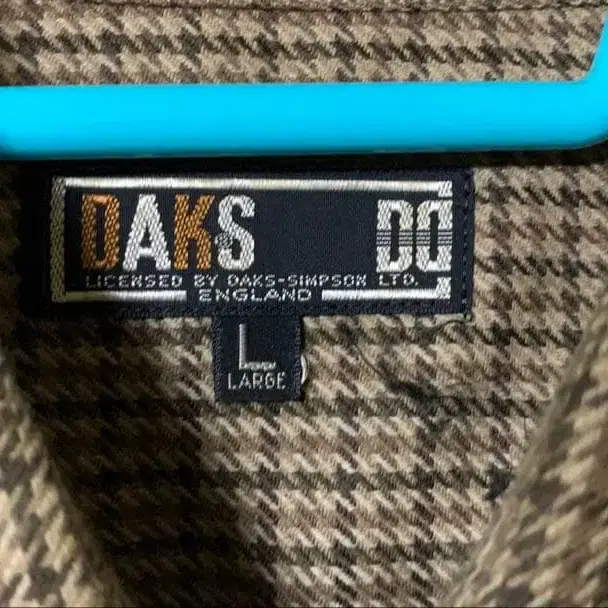 DAKS DD
LICENSED BY DAKS-SIMPSON LTD.
ENGLAND
L
LARGE